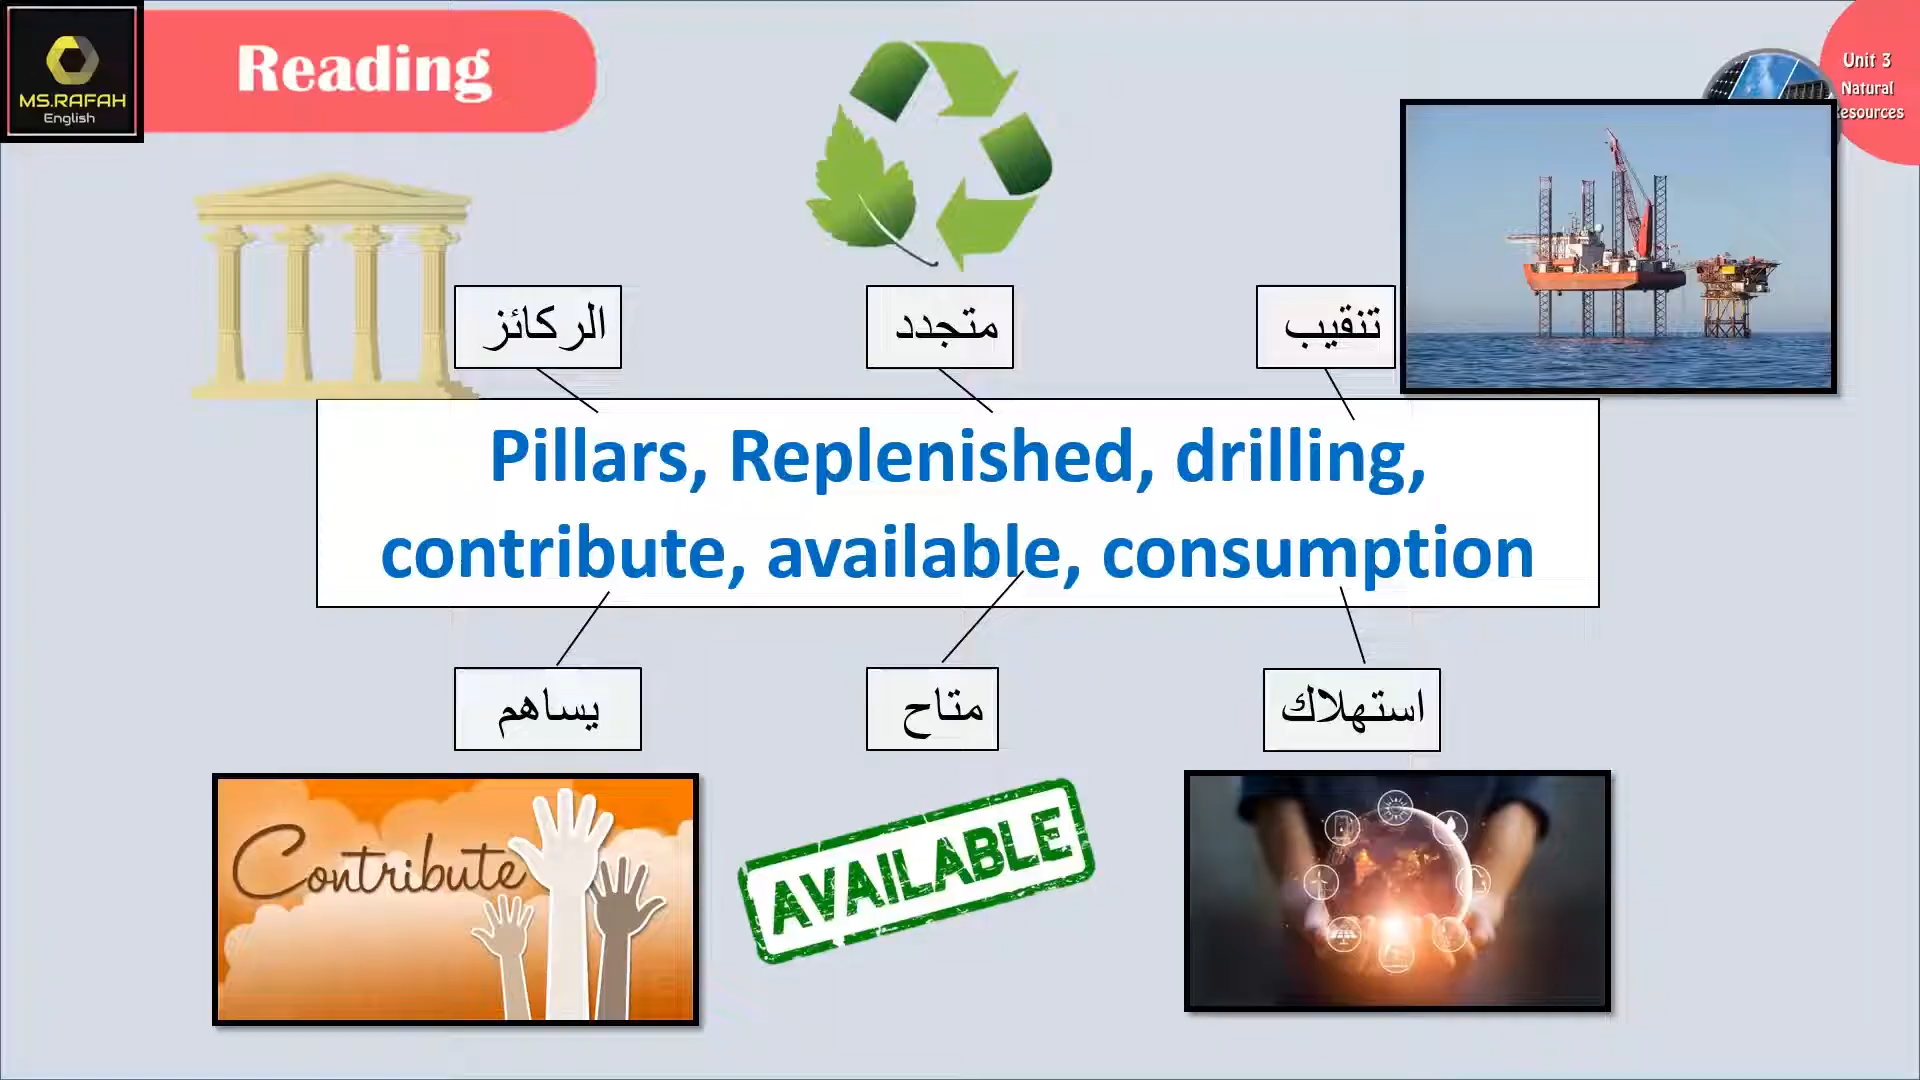 MS.RAFAH
English
Reading
Unit 3
Natural
Resources
الركائز
متجدد
تنقيب
Pillars, Replenished, drilling,
contribute, available, consumption
يساهم
متاح
استهلاك
Contribute
AVAILABLE